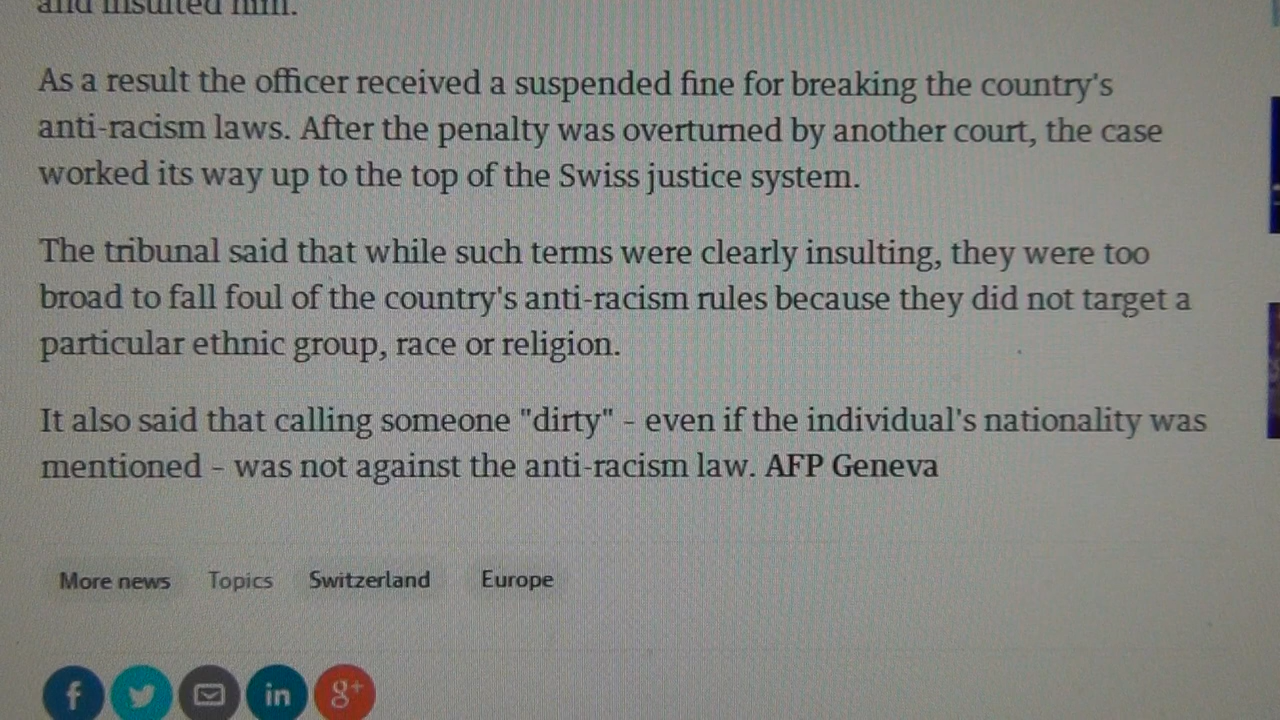 and insulted him.
As a result the officer received a suspended fine for breaking the country's
anti-racism laws. After the penalty was overturned by another court, the case
worked its way up to the top of the Swiss justice system.
The tribunal said that while such terms were clearly insulting, they were too
broad to fall foul of the country's anti-racism rules because they did not target a
particular ethnic group, race or religion.
It also said that calling someone "dirty" – even if the individual's nationality was
mentioned – was not against the anti-racism law. AFP Geneva
More news Topics Switzerland Europe
f in g+